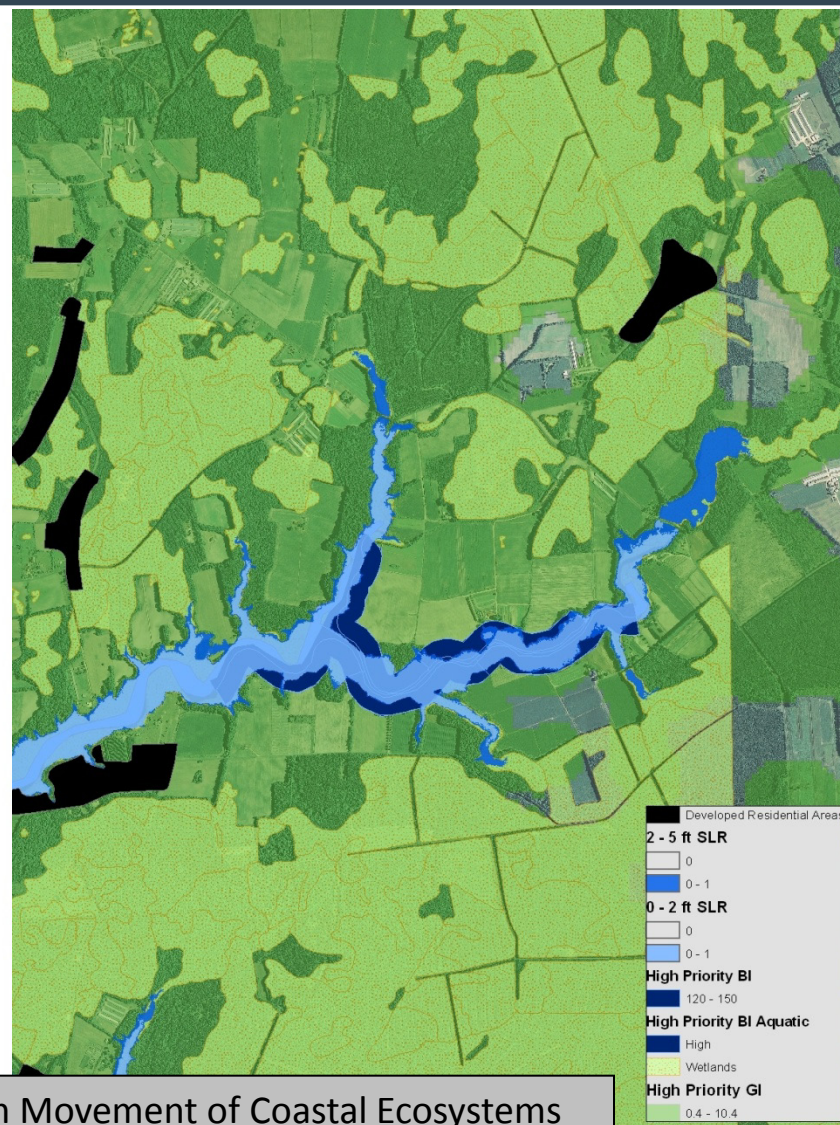 Developed Residential Areas
2 - 5 ft SLR
0
0 - 1
0 - 2 ft SLR
0
0 - 1
High Priority BI
120 - 150
High Priority BI Aquatic
High
Wetlands
High Priority GI
0.4 - 10.4
Movement of Coastal Ecosystems